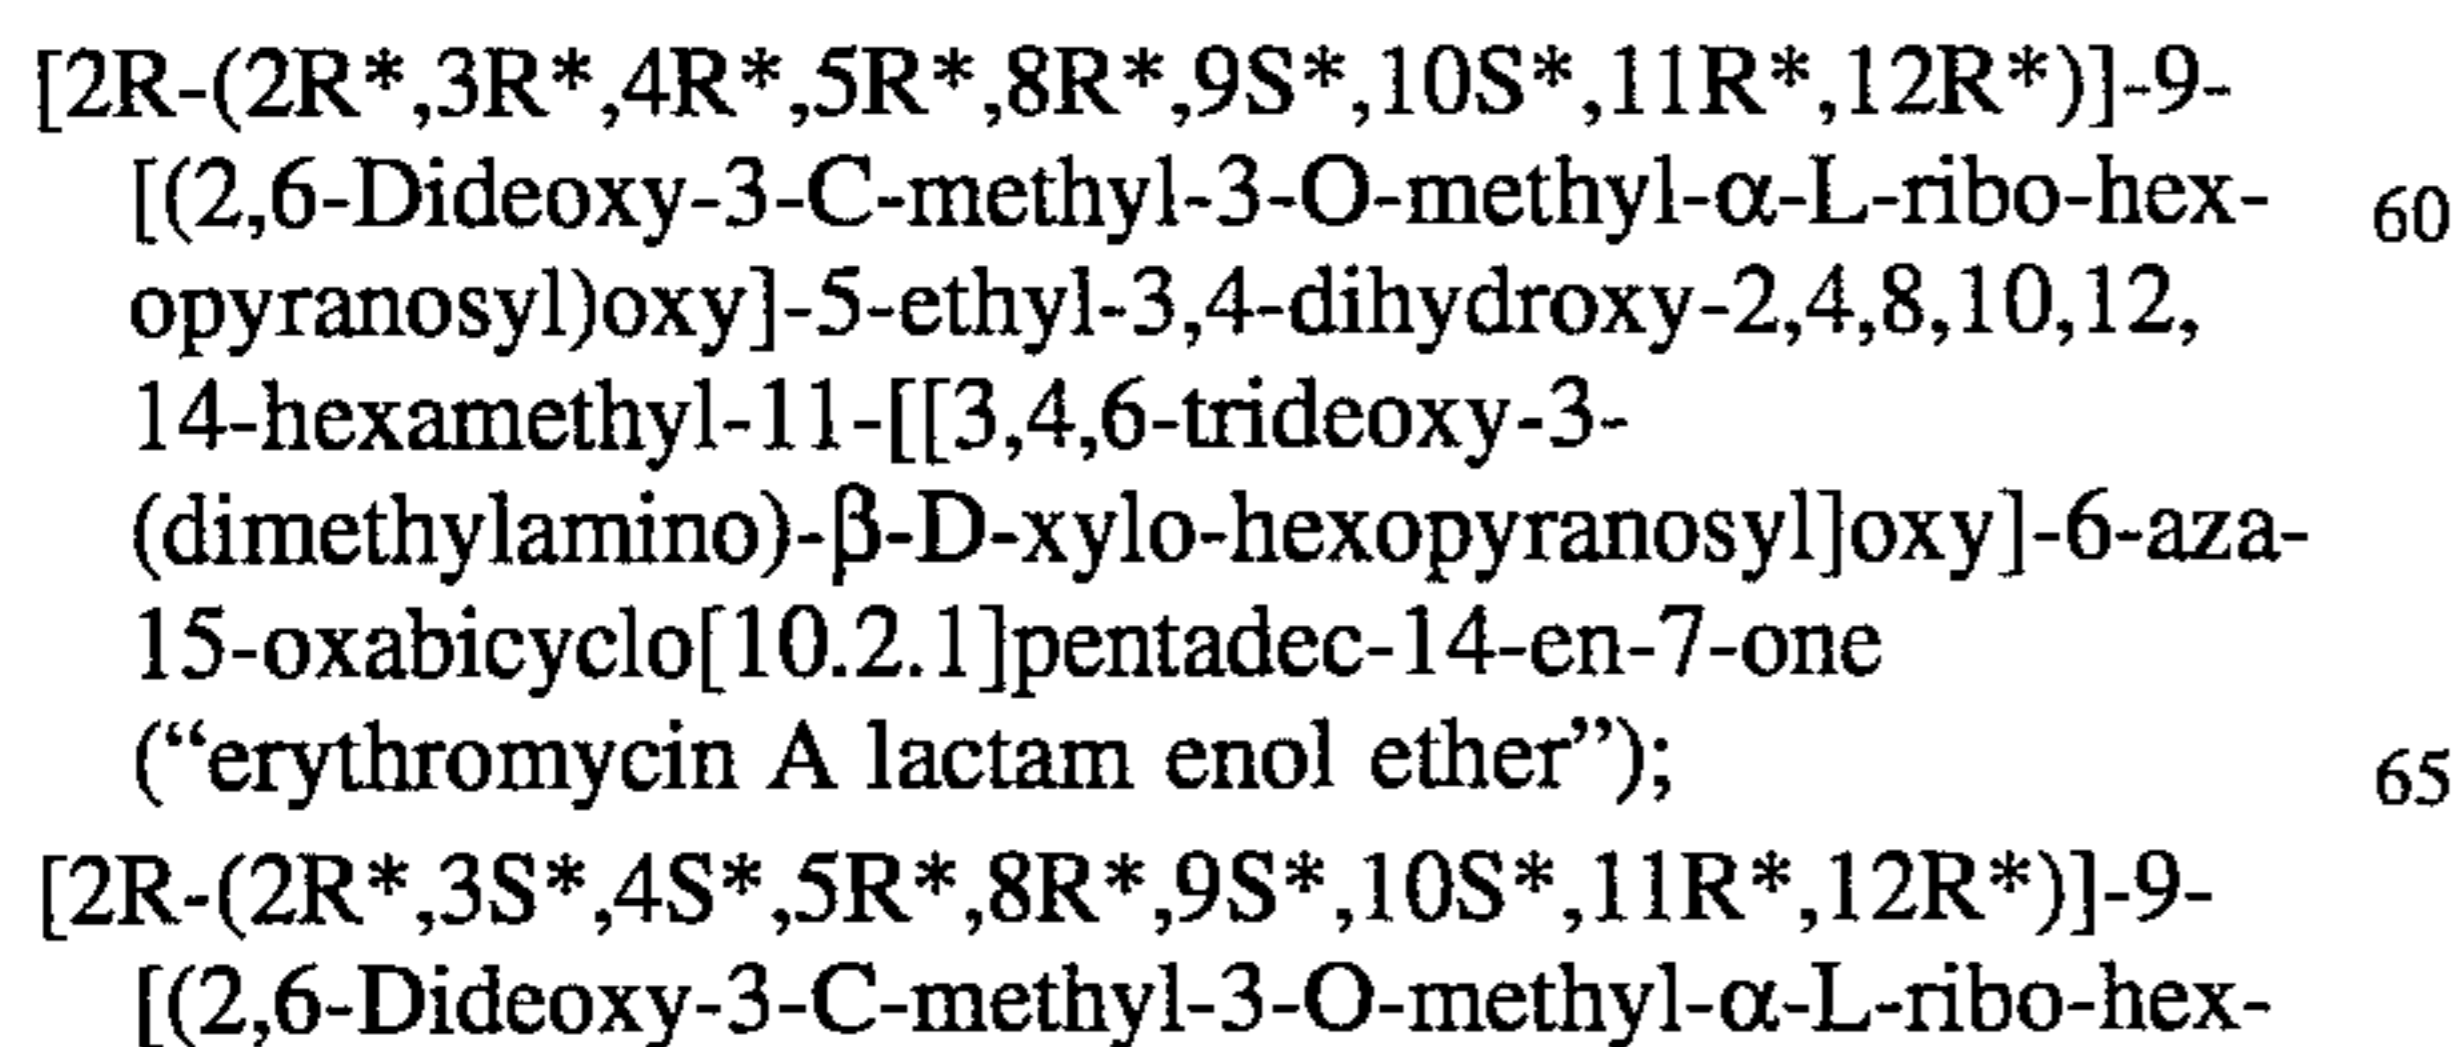 [2R-(2R*,3R*,4R*,5R*,8R*,9S*,10S*,11R*,12R*)]-9-
[(2,6-Dideoxy-3-C-methyl-3-O-methyl-α-L-ribo-hex- 60
opyranosyl)oxy]-5-ethyl-3,4-dihydroxy-2,4,8,10,12,
14-hexamethyl-11-[[3,4,6-trideoxy-3-
(dimethylamino)-β-D-xylo-hexopyranosyl]oxy]-6-aza-
15-oxabicyclo[10.2.1]pentadec-14-en-7-one
(“erythromycin A lactam enol ether”); 65
[2R-(2R*,3S*,4S*,5R*,8R*,9S*,10S*,11R*,12R*)]-9-
[(2,6-Dideoxy-3-C-methyl-3-O-methyl-α-L-ribo-hex-